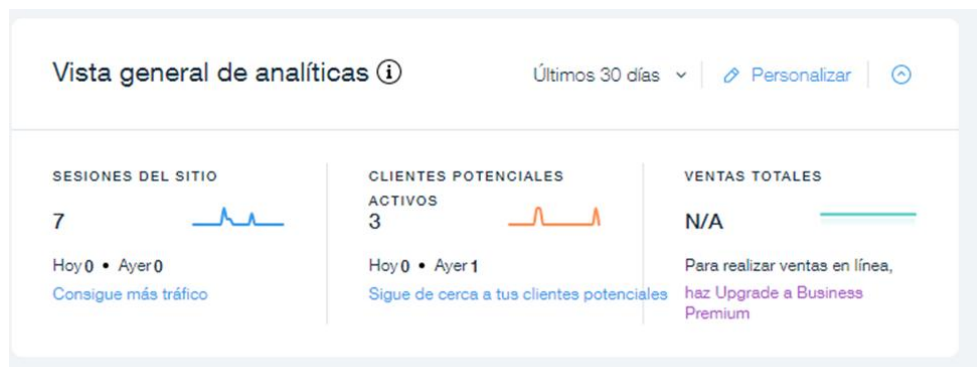 Vista general de analíticas
Últimos 30 días
Personalizar
SESIONES DEL SITIO
7
Hoy 0 • Ayer 0
Consigue más tráfico
CLIENTES POTENCIALES
ACTIVOS
3
Hoy 0 • Ayer 1
Sigue de cerca a tus clientes potenciales
VENTAS TOTALES
N/A
Para realizar ventas en línea,
haz Upgrade a Business
Premium